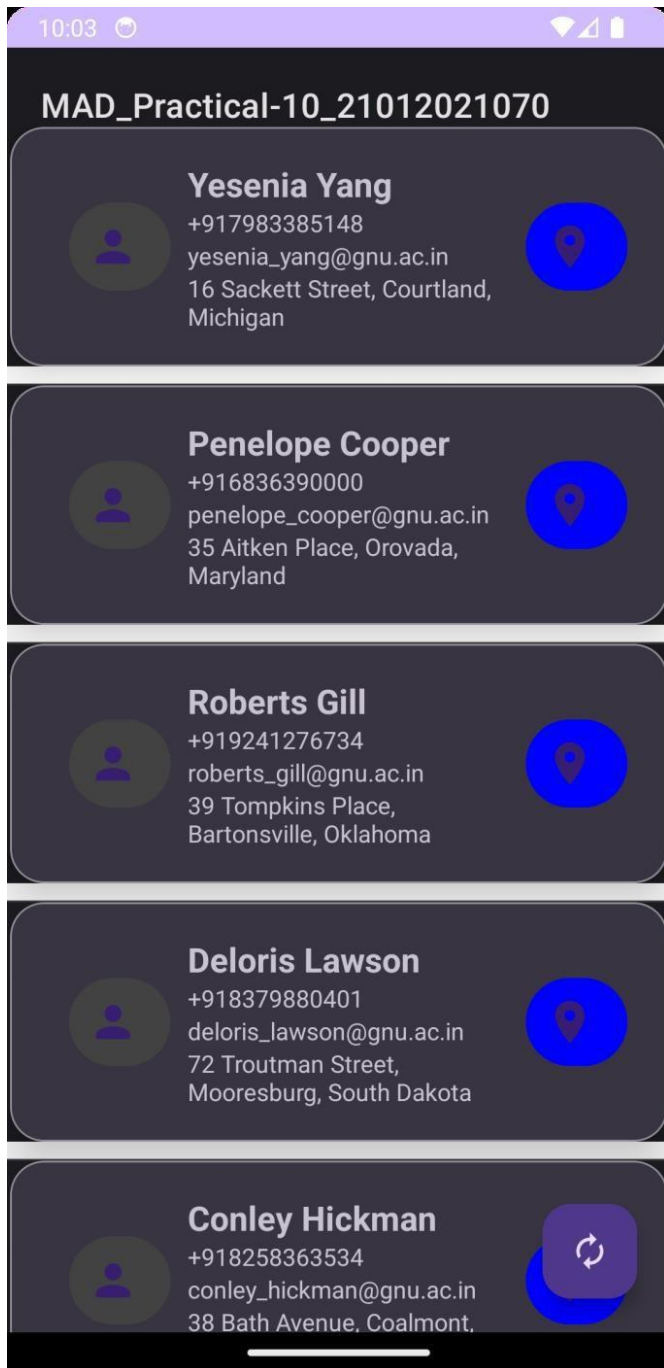 10:03
MAD_Practical-10_21012021070
Yesenia Yang
+917983385148
yesenia_yang@gnu.ac.in
16 Sackett Street, Courtland,
Michigan
Penelope Cooper
+916836390000
penelope_cooper@gnu.ac.in
35 Aitken Place, Orovada,
Maryland
Roberts Gill
+919241276734
roberts_gill@gnu.ac.in
39 Tompkins Place,
Bartonsville, Oklahoma
Deloris Lawson
+918379880401
deloris_lawson@gnu.ac.in
72 Troutman Street,
Mooresburg, South Dakota
Conley Hickman
+918258363534
conley_hickman@gnu.ac.in
38 Bath Avenue, Coalmont,